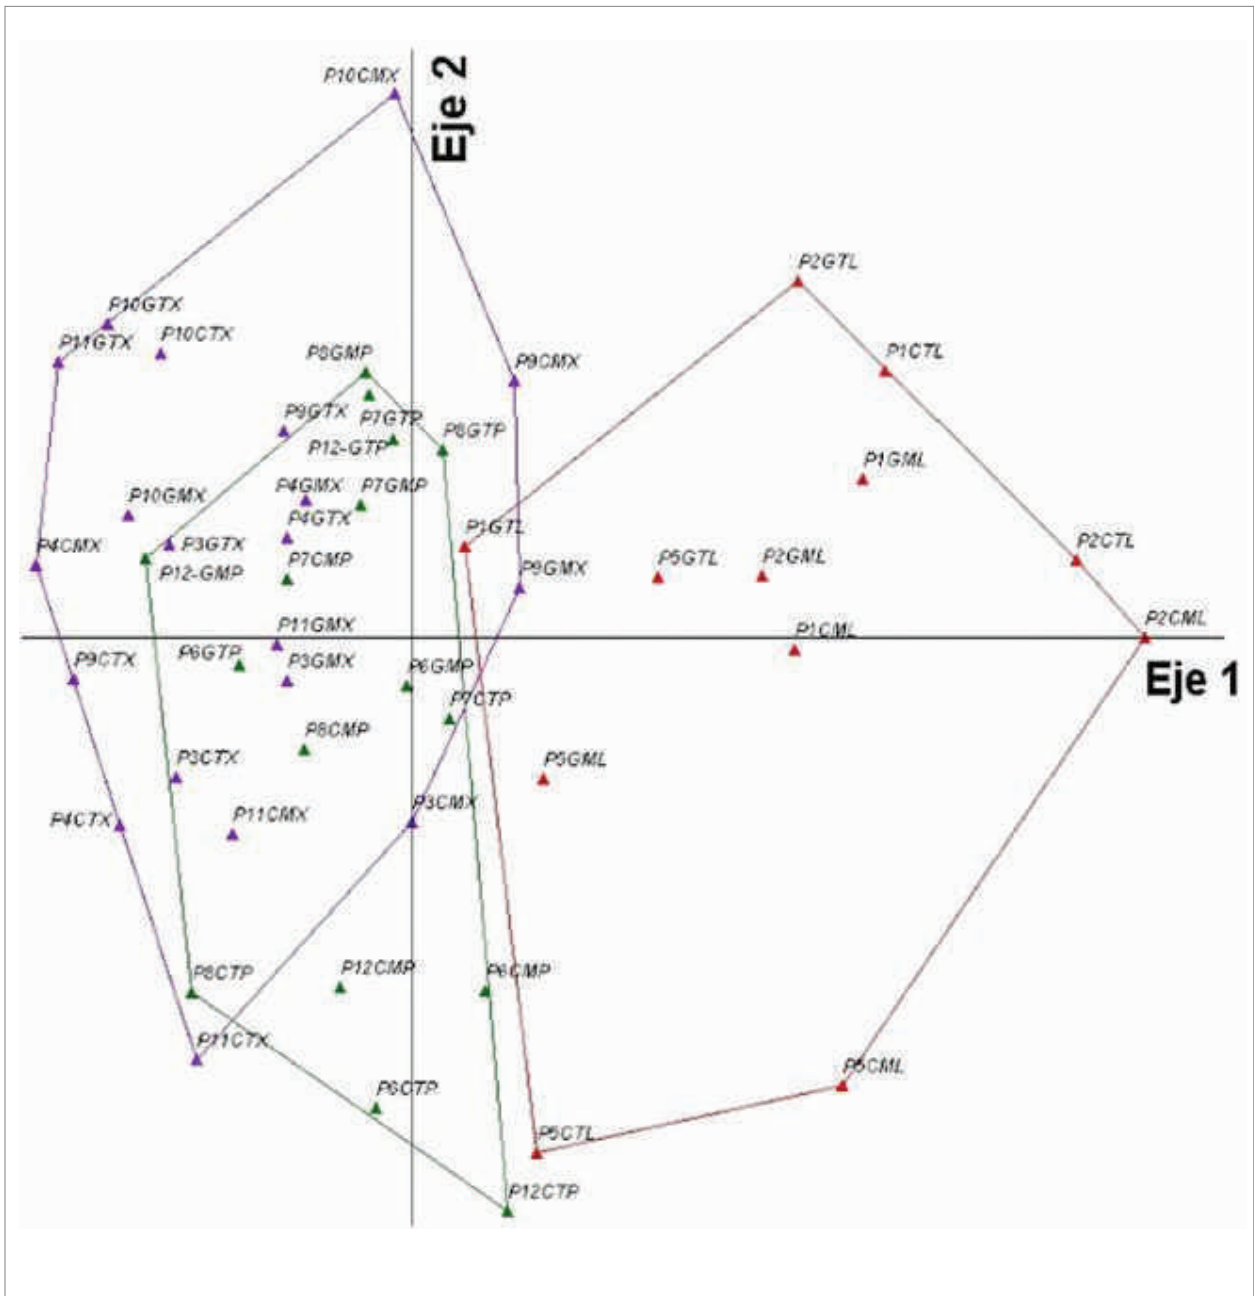 P10CMX
Eje 2
P2GTL
P10GTX
P11GTX
P10CTX
P8GMP
P9CMX
P1CTL
P9GTX
P7GTP
P12-GTP
P8GTP
P1GML
P10GMX
P4GMX
P7GMP
P4GTX
P1GTL
P4CMX
P3GTX
P12-GMP
P7CMP
P9GMX
P5GTL
P2GML
P2CTL
P2CML
P11GMX
P1CML
P9CTX
P6GTP
P3GMX
P6GMP
Eje 1
P7CTP
P8CMP
P3CTX
P5GML
P4CTX
P11CMX
P3CMX
P8CTP
P12CMP
P6CMP
P11CTX
P5CML
P6CTP
P5CTL
P12CTP